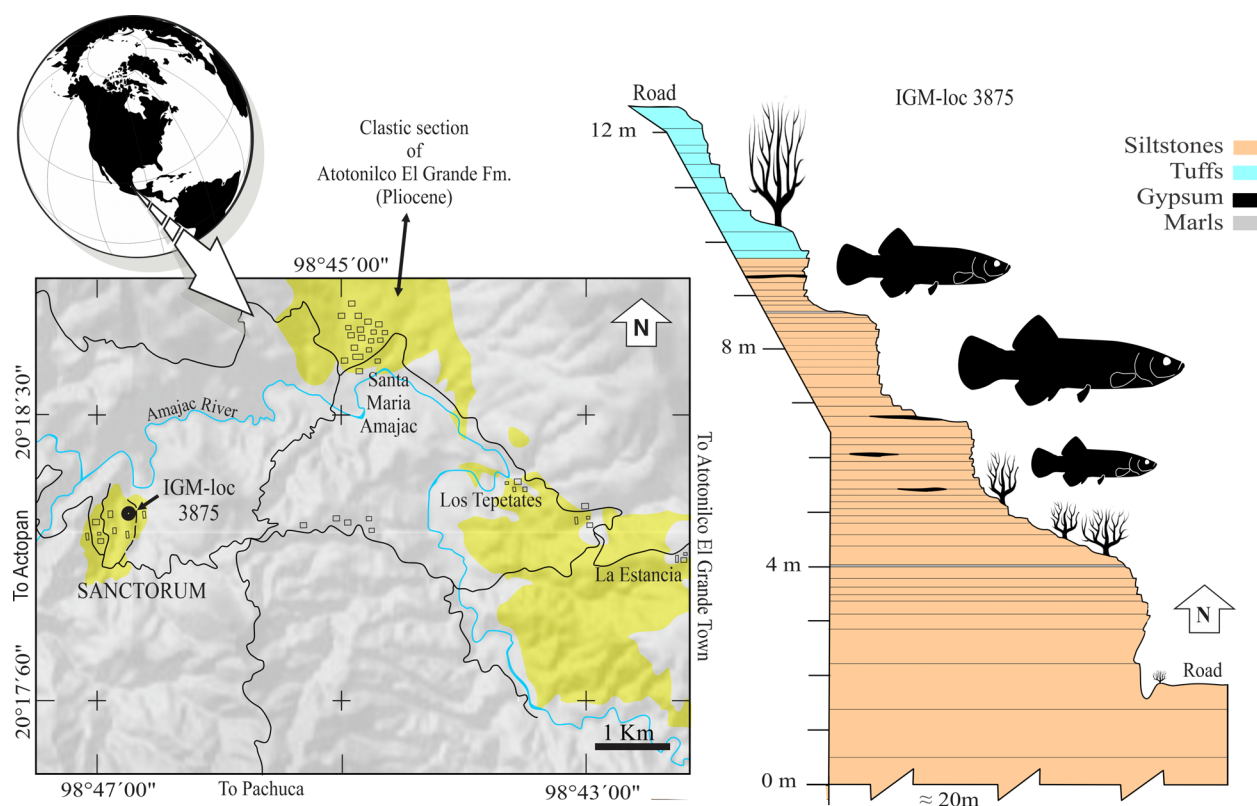 Clastic section
of
Atotonilco El Grande Fm.
(Pliocene)
98°45´00"
N
20°18´30"
Amajac River
Santa
Maria
Amajac
IGM-loc
3875
SANCTORUM
Los Tepetates
La Estancia
To Actopan
To Atotonilco El Grande Town
20°17´60"
1 Km
98°47'00"
To Pachuca
98°43'00"
Road
12 m
IGM-loc 3875
Siltstones
Tuffs
Gypsum
Marls
8 m
4 m
N
Road
0 m
≈ 20m